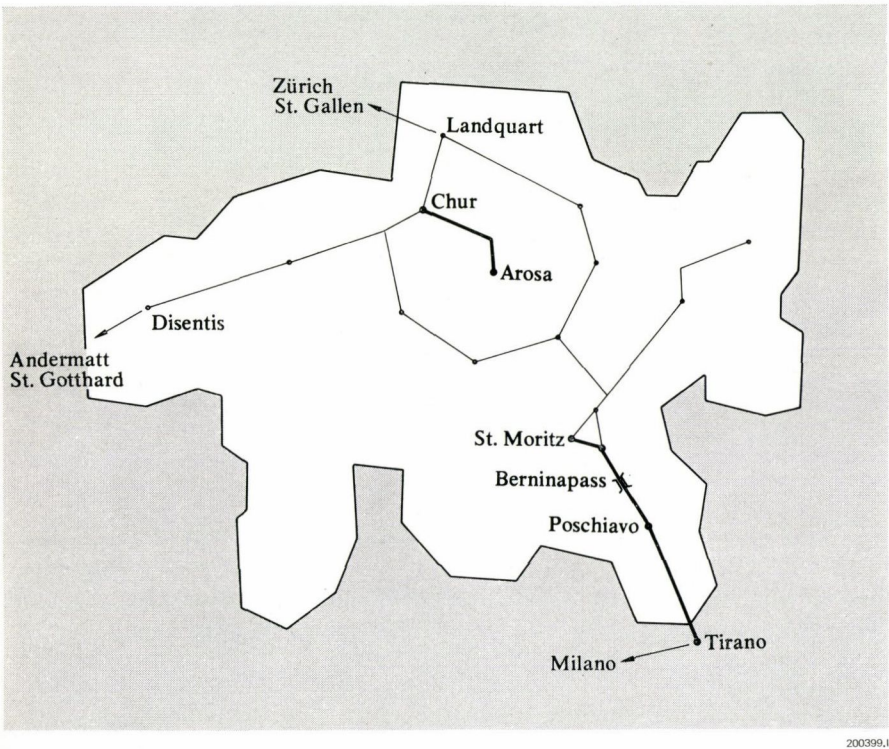 Zürich
St. Gallen
Landquart
Chur
Arosa
Disentis
Andermatt
St. Gotthard
St. Moritz
Berninapass
Poschiavo
Tirano
Milano
200399.I